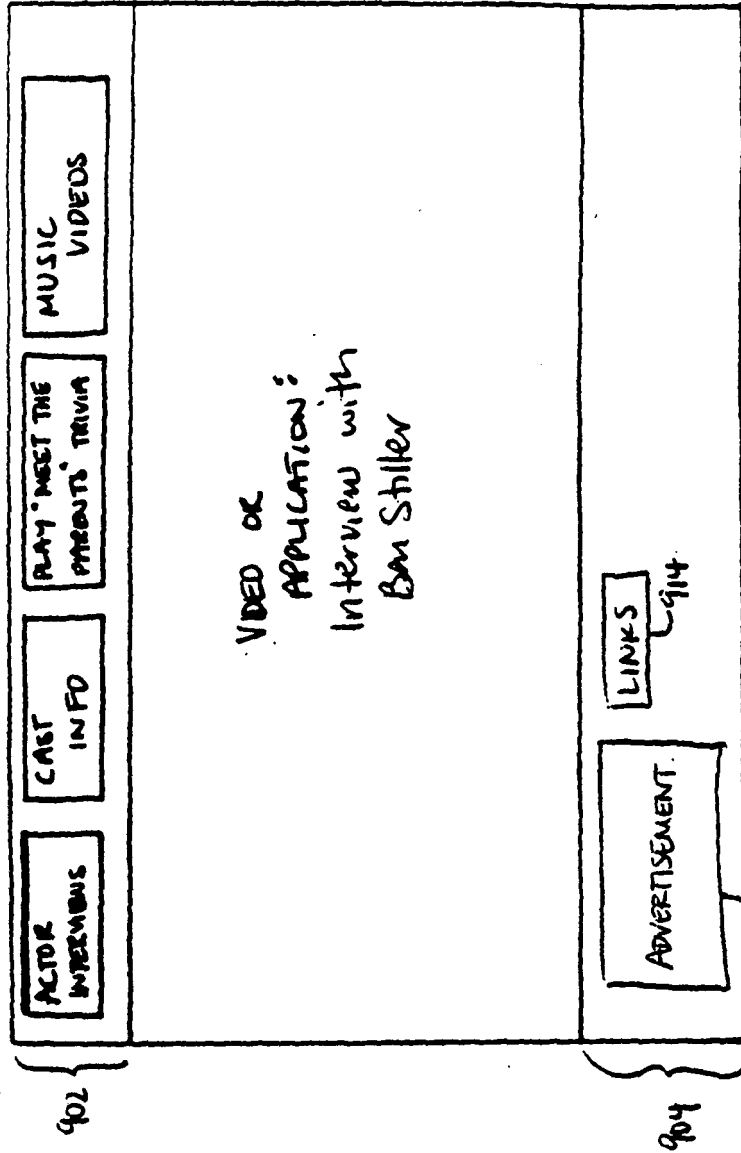 ACTOR
INTERVIEWS
CAST
INFO
PLAY "MEET THE
PARENTS" TRIVIA
MUSIC
VIDEOS
902
VIDEO OR
APPLICATION:
Interview with
Ben Stiller
ADVERTISEMENT.
LINKS
914
904